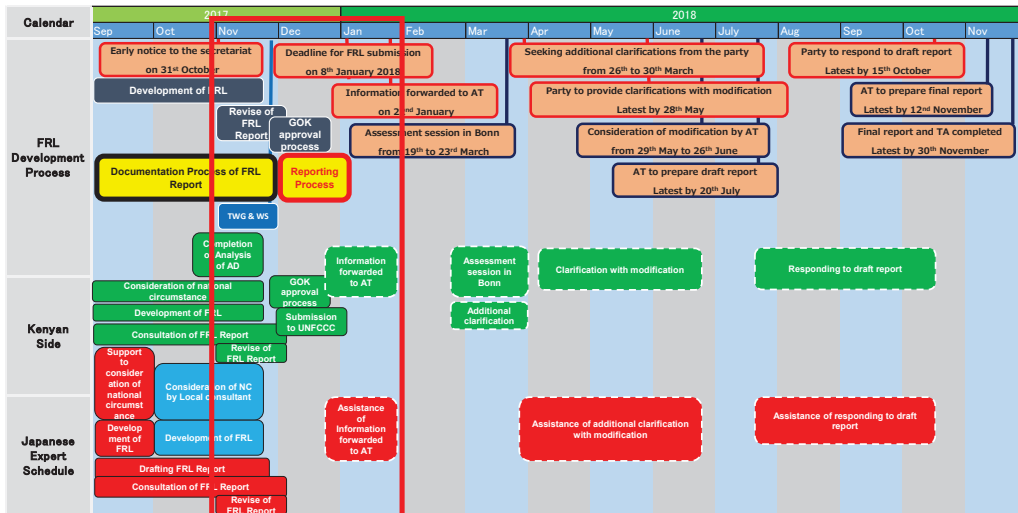 Calendar
2017
2018
Sep
Oct
Nov
Dec
Jan
Feb
Mar
Apr
May
June
July
Aug
Sep
Oct
Nov
FRL
Development
Process
Early notice to the secretariat
on 31st October
Deadline for FRL submission
on 8th January 2018
Seeking additional clarifications from the party
from 26th to 30th March
Party to respond to draft report
Latest by 15th October
Development of FRL
Information forwarded to AT
on 22nd January
Party to provide clarifications with modification
Latest by 28th May
AT to prepare final report
Latest by 12nd November
Revise of
FRL
Report
GOK
approval
process
Assessment session in Bonn
from 19th to 23rd March
Consideration of modification by AT
from 29th May to 26th June
Final report and TA completed
Latest by 30th November
Documentation Process of FRL
Report
Reporting
Process
AT to prepare draft report
Latest by 20th July
TWG & WS
Completion
of Analysis
of AD
Information
forwarded
to AT
Assessment
session in
Bonn
Clarification with modification
Responding to draft report
Kenyan
Side
Consideration of national
circumstance
GOK
approval
process
Development of FRL
Submission
to UNFCCC
Additional
clarification
Consultation of FRL Report
Revise of
FRL Report
Japanese
Expert
Schedule
Support
to
consider
ation of
national
circumst
ance
Consideration of NC
by Local consultant
Develop
ment of
FRL
Development of FRL
Assistance
of
Information
forwarded
to AT
Assistance of additional clarification
with modification
Assistance of responding to draft
report
Drafting FRL Report
Consultation of FRL Report
Revise of
FRL Report